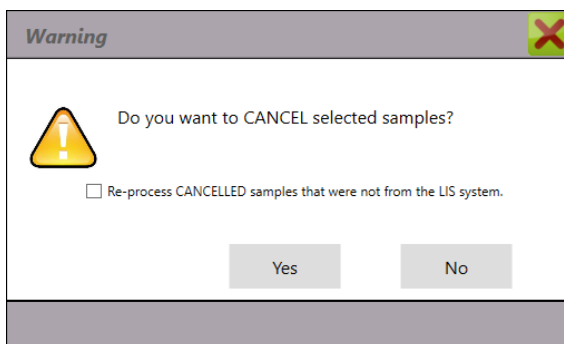 Warning
Do you want to CANCEL selected samples?
Re-process CANCELLED samples that were not from the LIS system.
Yes
No